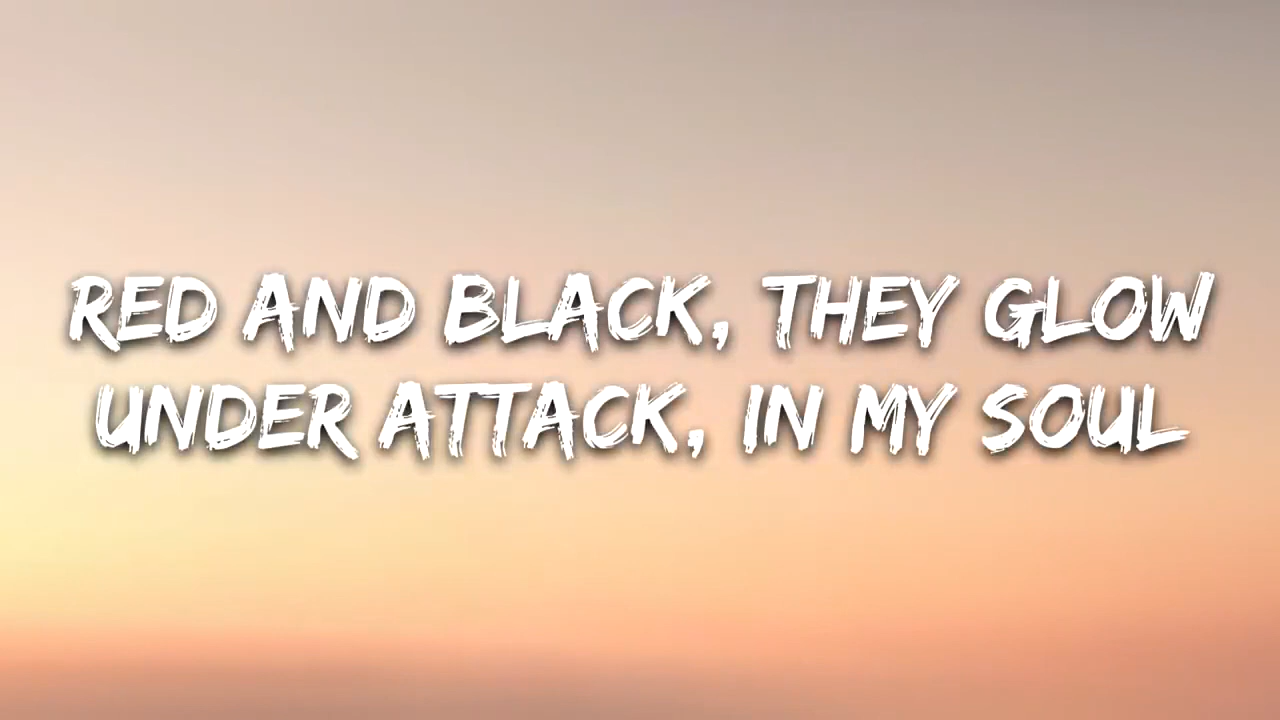 RED AND BLACK, THEY GLOW
UNDER ATTACK, IN MY SOUL